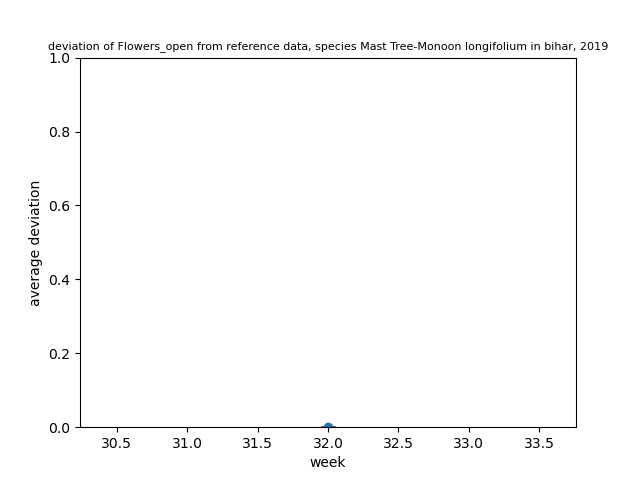 deviation of Flowers_open from reference data, species Mast Tree-Monoon longifolium in bihar, 2019
1.0
0.8
0.6
0.4
0.2
0.0
average deviation
30.5 31.0 31.5 32.0 32.5 33.0 33.5
week